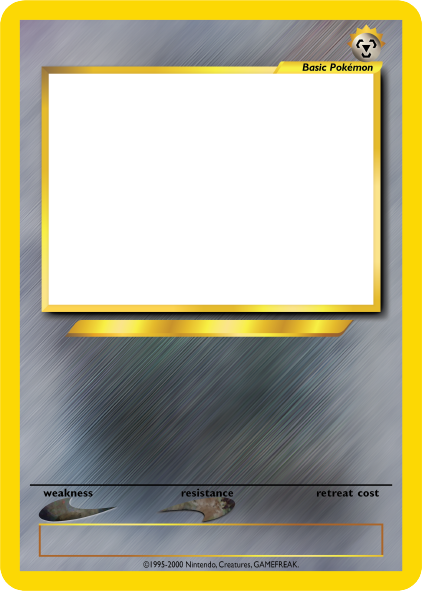 Basic Pokémon
weakness resistance retreat cost
©1995-2000 Nintendo, Creatures, GAMEFREAK.